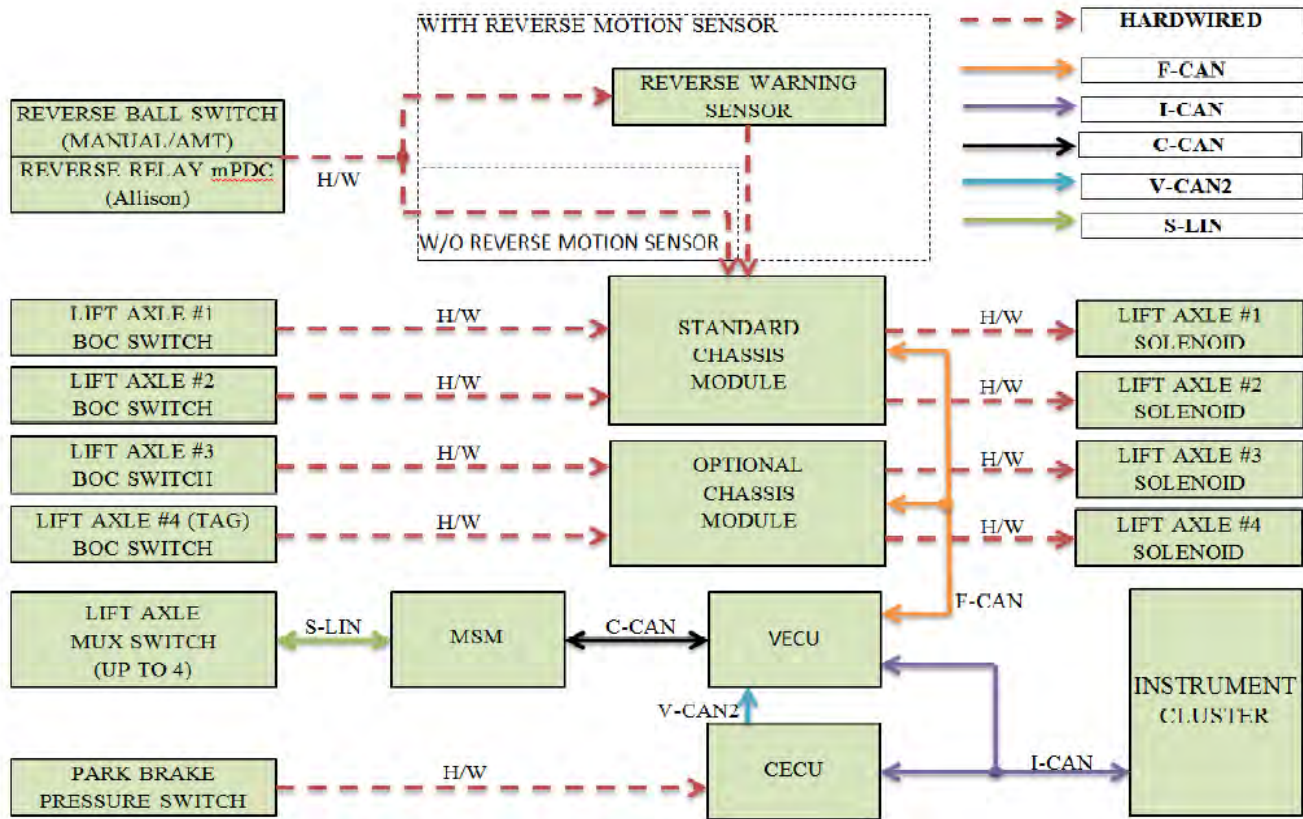 WITH REVERSE MOTION SENSOR
HARDWIRED
F-CAN
I-CAN
C-CAN
V-CAN2
S-LIN
REVERSE WARNING
SENSOR
REVERSE BALL SWITCH
(MANUAL/AMT)
REVERSE RELAY mPDC
(Allison)
H/W
W/O REVERSE MOTION SENSOR
LIFT AXLE #1
BOC SWITCH
H/W
STANDARD
CHASSIS
MODULE
H/W
LIFT AXLE #1
SOLENOID
LIFT AXLE #2
BOC SWITCH
H/W
H/W
LIFT AXLE #2
SOLENOID
LIFT AXLE #3
BOC SWITCH
H/W
OPTIONAL
CHASSIS
MODULE
H/W
LIFT AXLE #3
SOLENOID
LIFT AXLE #4 (TAG)
BOC SWITCH
H/W
H/W
LIFT AXLE #4
SOLENOID
F-CAN
LIFT AXLE
MUX SWITCH
(UP TO 4)
S-LIN
MSM
C-CAN
VECU
INSTRUMENT
CLUSTER
V-CAN2
PARK BRAKE
PRESSURE SWITCH
H/W
CECU
I-CAN